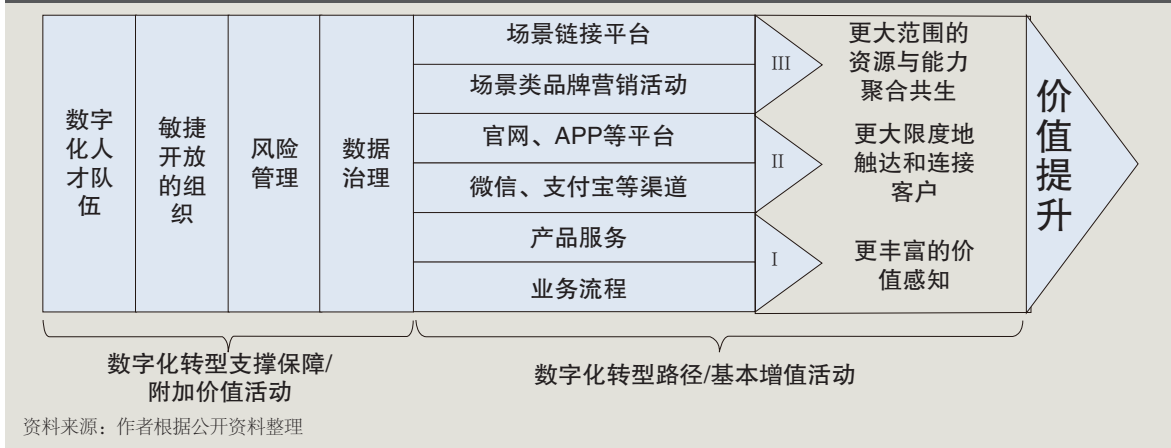 数字
化人
才队
伍
敏捷
开放
的组
织
风险
管理
数据
治理
场景链接平台
场景类品牌营销活动
官网、APP等平台
微信、支付宝等渠道
产品服务
业务流程
III
II
I
更大范围的
资源与能力
聚合共生
更大限度地
触达和连接
客户
更丰富的价
值感知
价
值
提
升
数字化转型支撑保障/
附加价值活动
数字化转型路径/基本增值活动
资料来源：作者根据公开资料整理